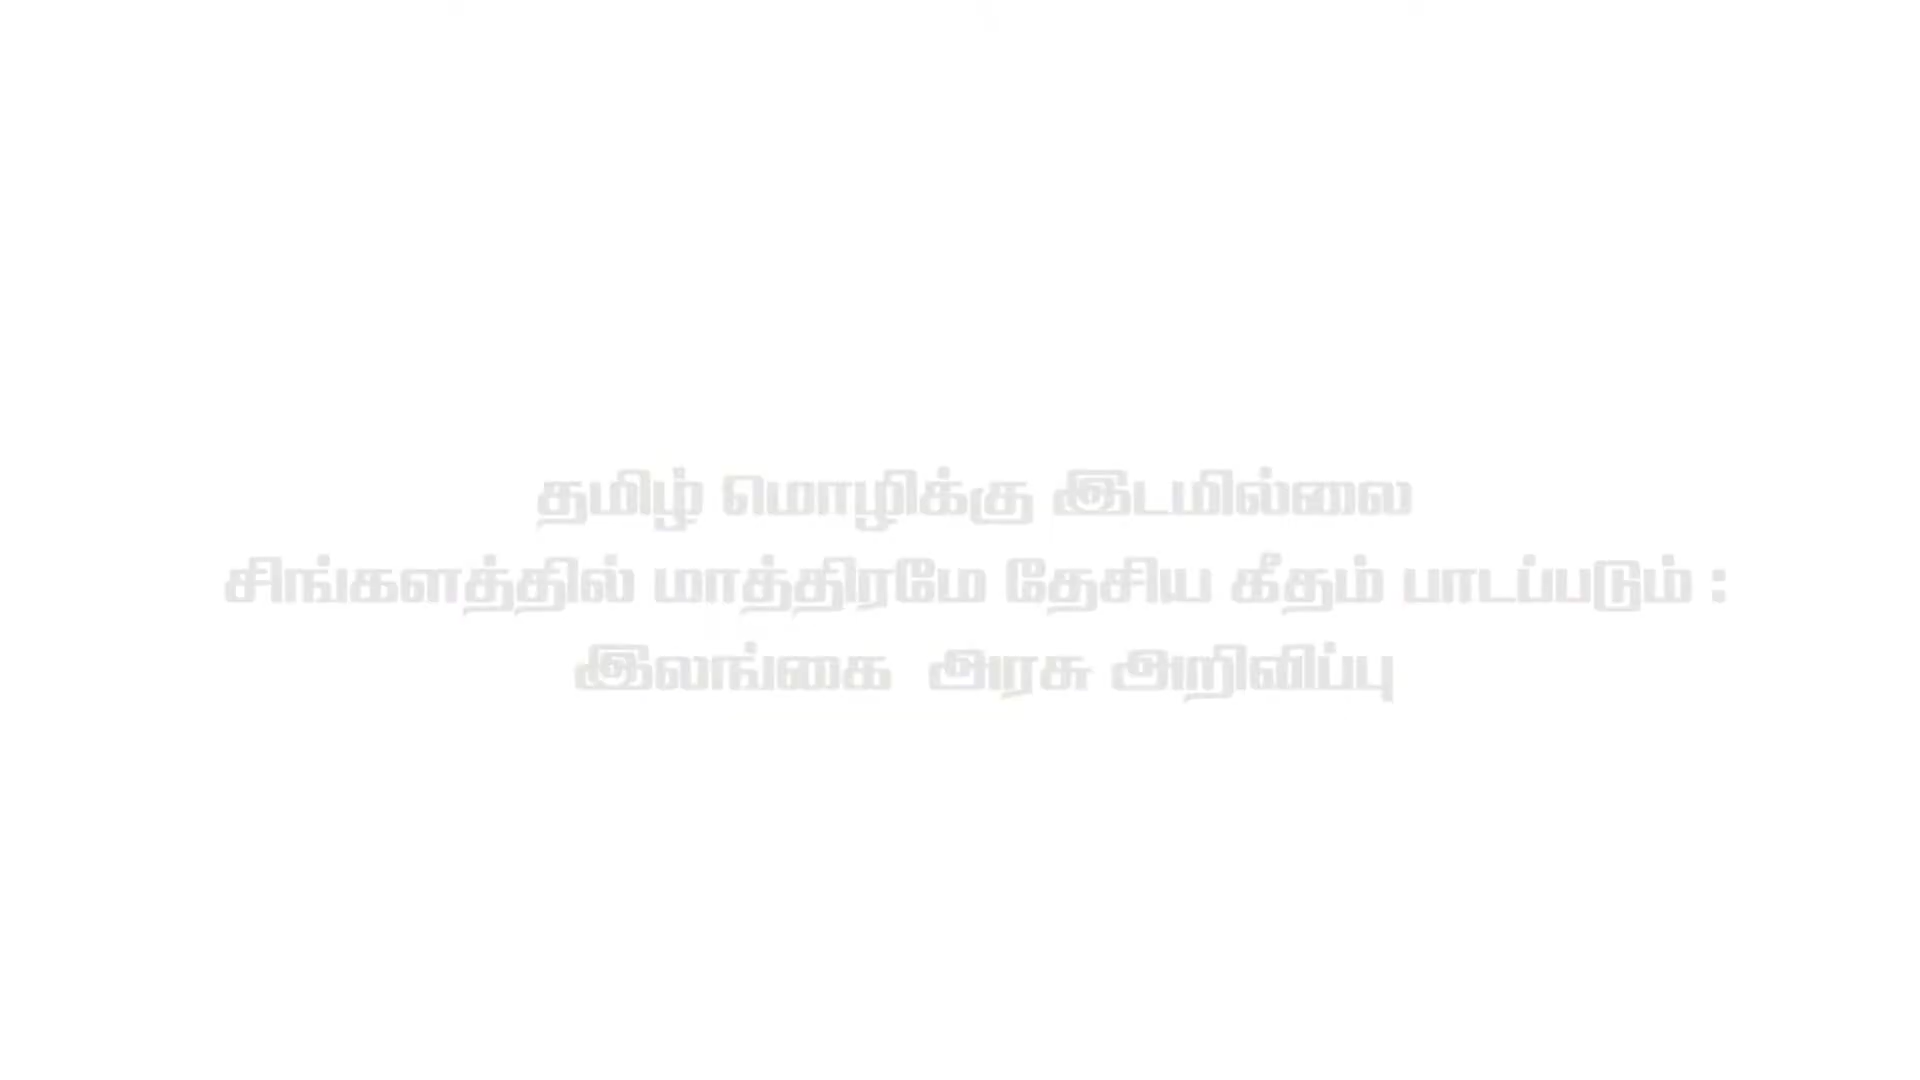 தமிழ் மொழிக்கு இடமில்லை
சிங்களத்தில் மாத்திரமே தேசிய கீதம் பாடப்படும் :
இலங்கை அரசு அறிவிப்பு